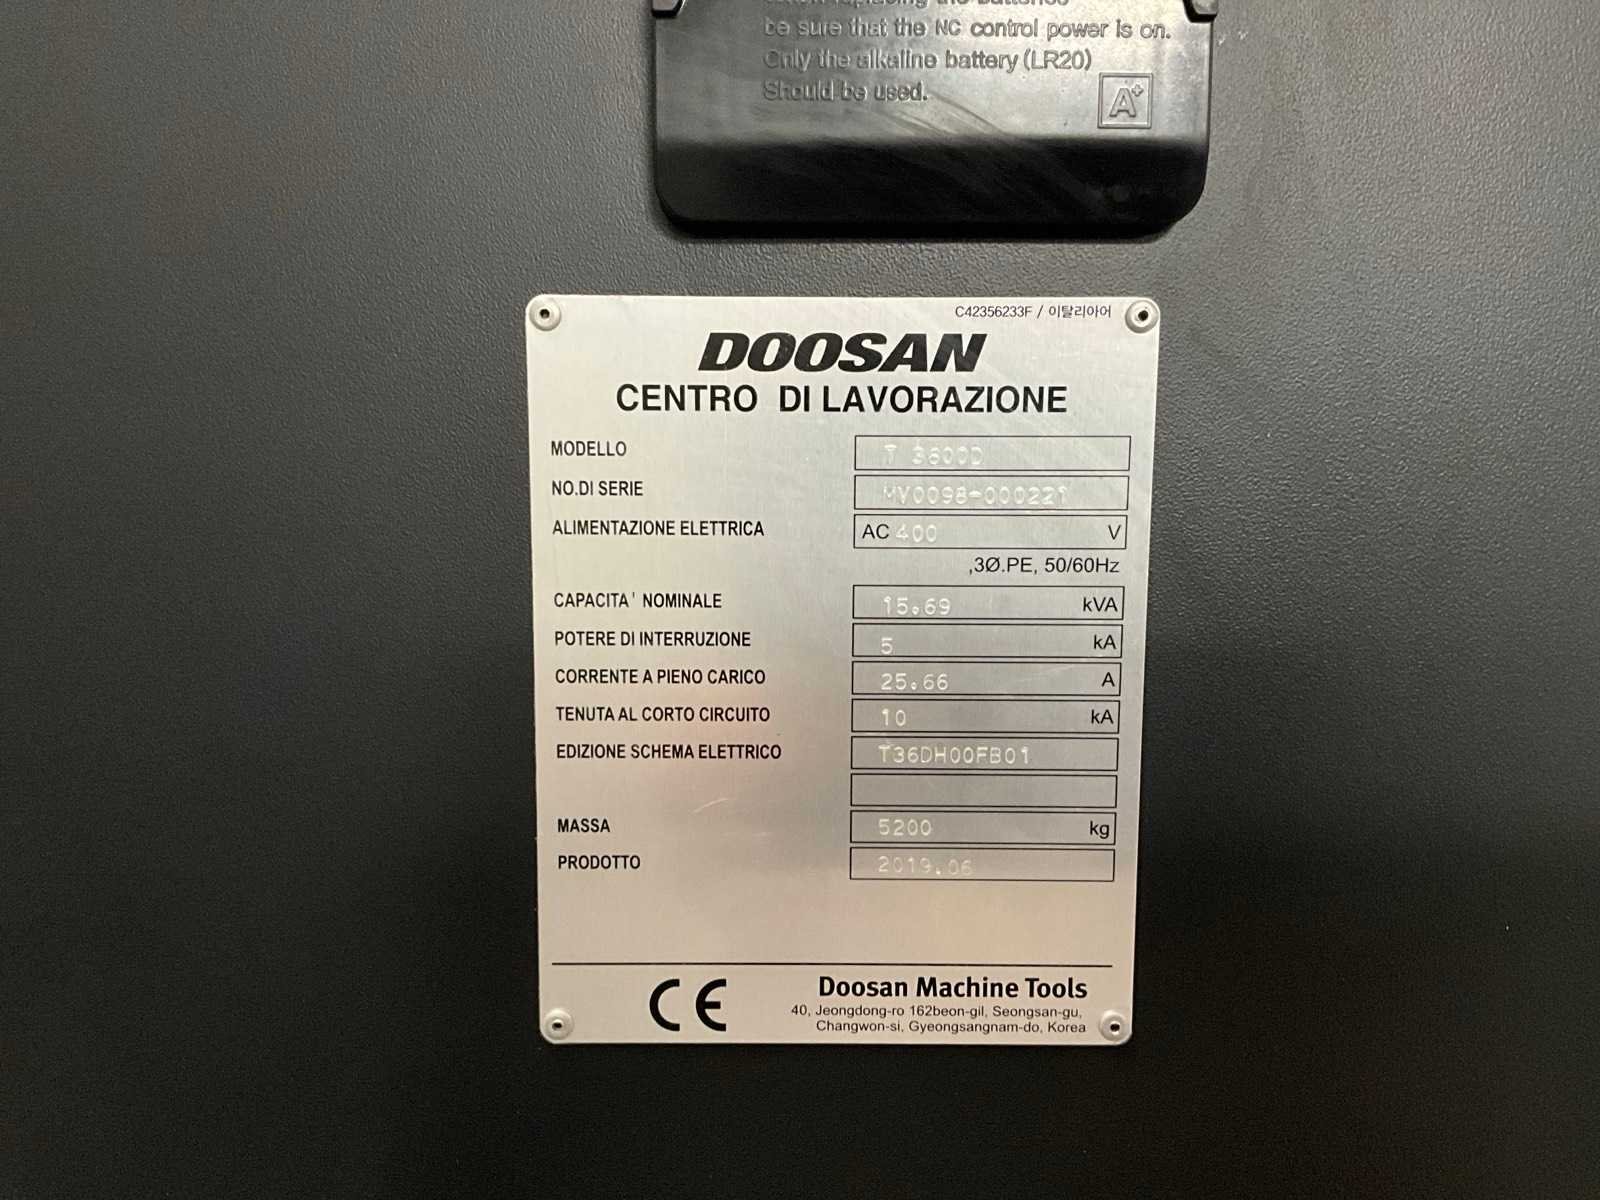 be sure that the NC control power is on.
Only the alkaline battery (LR20)
Should be used.
A+
C42356233F / 이탈리아어
DOOSAN
CENTRO DI LAVORAZIONE
MODELLO T 3600D
NO.DI SERIE MV0098-000221
ALIMENTAZIONE ELETTRICA AC 400 V
,3Ø.PE, 50/60Hz
CAPACITA' NOMINALE 15.69 kVA
POTERE DI INTERRUZIONE 5 kA
CORRENTE A PIENO CARICO 25.66 A
TENUTA AL CORTO CIRCUITO 10 kA
EDIZIONE SCHEMA ELETTRICO T36DH00FB01
MASSA 5200 kg
PRODOTTO 2019.06
CE
Doosan Machine Tools
40, Jeongdong-ro 162beon-gil, Seongsan-gu,
Changwon-si, Gyeongsangnam-do, Korea